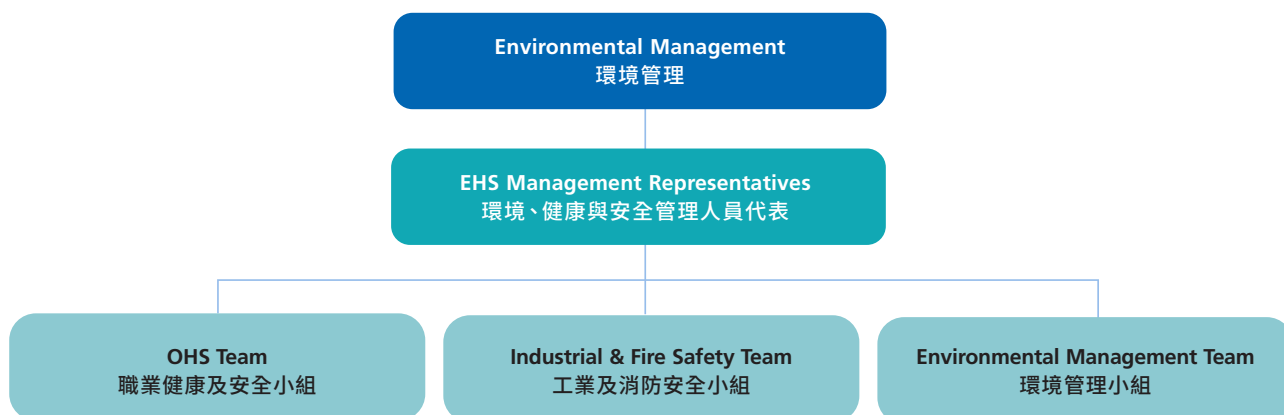 Environmental Management
環境管理
EHS Management Representatives
環境、健康與安全管理人員代表
OHS Team
職業健康及安全小組
Industrial & Fire Safety Team
工業及消防安全小組
Environmental Management Team
環境管理小組